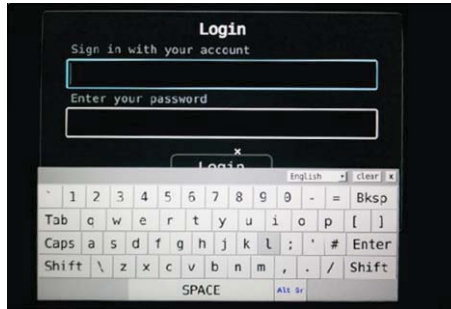 Login
Sign in with your account
Enter your password
×
Login
English clear x
` 1 2 3 4 5 6 7 8 9 0 - = Bksp
Tab q w e r t y u i o p [ ]
Caps a s d f g h j k l ; ' # Enter
Shift \ z x c v b n m , . / Shift
SPACE Alt Gr